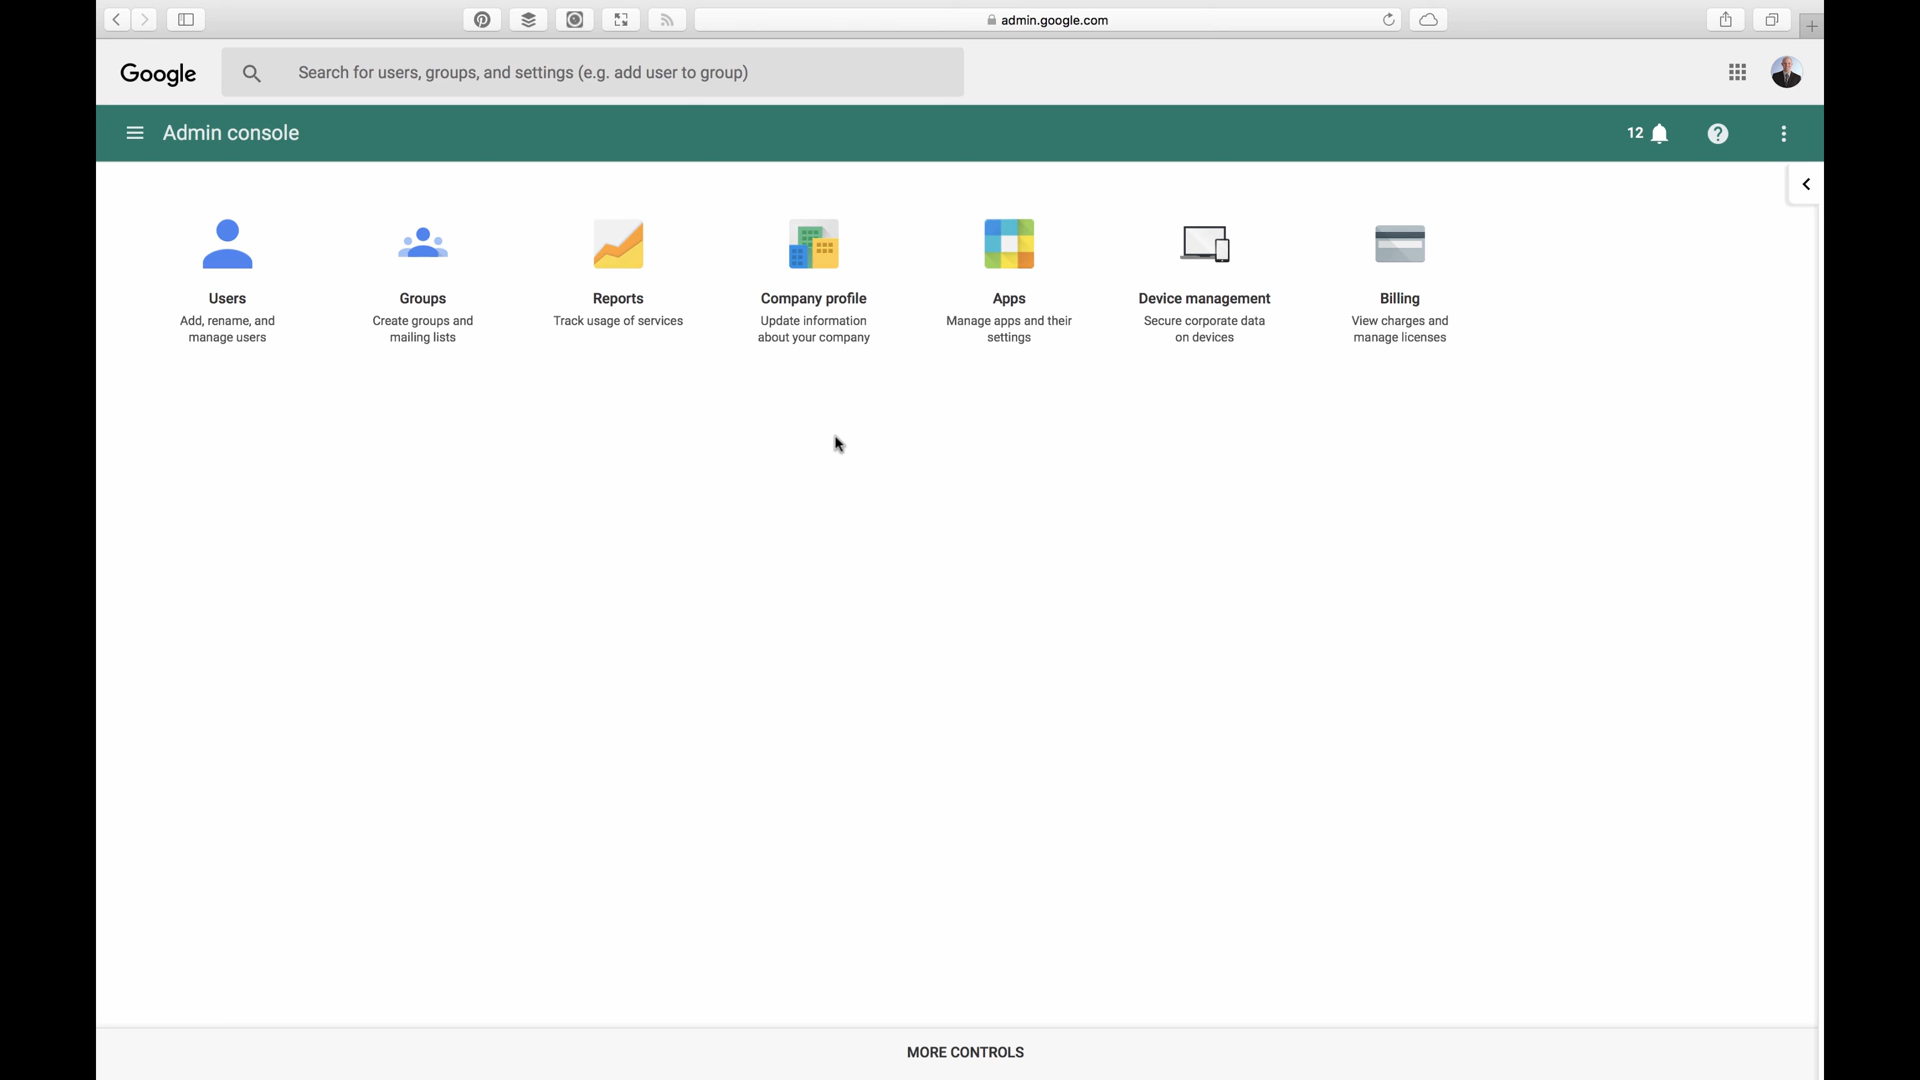 admin.google.com
Google
Search for users, groups, and settings (e.g. add user to group)
Admin console
12
Users
Add, rename, and
manage users
Groups
Create groups and
mailing lists
Reports
Track usage of services
Company profile
Update information
about your company
Apps
Manage apps and their
settings
Device management
Secure corporate data
on devices
Billing
View charges and
manage licenses
MORE CONTROLS